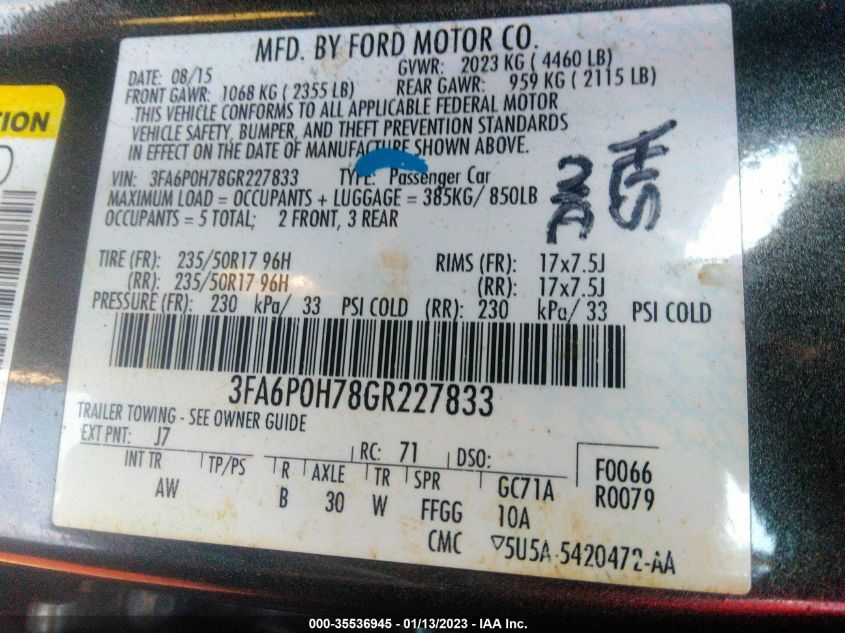 TION
MFD. BY FORD MOTOR CO.
DATE: 08/15 GVWR: 2023 KG ( 4460 LB)
FRONT GAWR: 1068 KG ( 2355 LB) REAR GAWR: 959 KG ( 2115 LB)
THIS VEHICLE CONFORMS TO ALL APPLICABLE FEDERAL MOTOR
VEHICLE SAFETY, BUMPER, AND THEFT PREVENTION STANDARDS
IN EFFECT ON THE DATE OF MANUFACTURE SHOWN ABOVE.
VIN: 3FA6P0H78GR227833 TYPE: Passenger Car
MAXIMUM LOAD = OCCUPANTS + LUGGAGE = 385KG/ 850LB
OCCUPANTS = 5 TOTAL; 2 FRONT, 3 REAR
TIRE (FR): 235/50R17 96H RIMS (FR): 17x7.5J
(RR): 235/50R17 96H (RR): 17x7.5J
PRESSURE (FR): 230 kPa/ 33 PSI COLD (RR): 230 kPa/ 33 PSI COLD
3FA6P0H78GR227833
TRAILER TOWING - SEE OWNER GUIDE
EXT PNT: J7 RC: 71 DSO:
INT TR TP/PS R AXLE TR SPR GC71A F0066
AW B 30 W FFGG 10A R0079
CMC ▽5U5A-5420472-AA
000-35536945 - 01/13/2023 - IAA Inc.